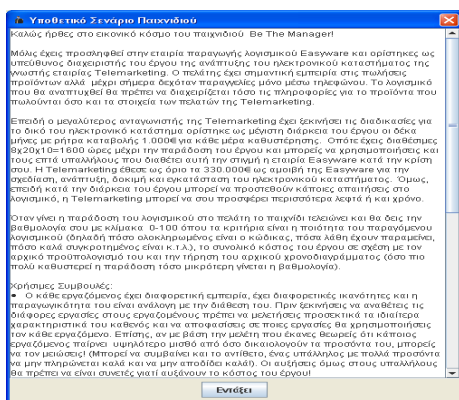 Υποθετικό Σενάριο Παιχνιδιού
Καλώς ήρθες στο εικονικό κόσμο του παιχνιδιού Be The Manager!
Μόλις έχεις προσληφθεί στην εταιρία παραγωγής λογισμικού Easyware και ορίστηκες ως
υπεύθυνος διαχειριστής του έργου της ανάπτυξης του ηλεκτρονικού καταστήματος της
γνωστής εταιρίας Telemarketing. Ο πελάτης έχει σημαντική εμπειρία στις πωλήσεις
προϊόντων αλλά μέχρι σήμερα δεχόταν παραγγελίες μόνο μέσω τηλεφώνου. Το λογισμικό
που θα αναπτυχθεί θα πρέπει να διαχειρίζεται τόσο τις πληροφορίες για το προϊόντα που
πωλούνται όσο και τα στοιχεία των πελατών της Telemarketing.
Επειδή ο μεγαλύτερος ανταγωνιστής της Telemarketing έχει ξεκινήσει τις διαδικασίες για
το δικό του ηλεκτρονικό κατάστημα ορίστηκε ως μέγιστη διάρκεια του έργου οι δέκα
μήνες με ρήτρα καταβολής 1.000€ για κάθε μέρα καθυστέρησης. Οπότε έχεις διαθέσιμες
8x20x10=1600 ώρες μέχρι την παράδοση του έργου και μπορείς να χρησιμοποιήσεις και
τους επτά υπαλλήλους που διαθέτει αυτή την στιγμή η εταιρία Easyware κατά την κρίση
σου. Η Telemarketing έθεσε ως όριο τα 330.000€ ως αμοιβή της Easyware για την
σχεδίαση, ανάπτυξη, δοκιμή και εγκατάσταση του ηλεκτρονικού καταστήματος. Όμως,
επειδή κατά την διάρκεια του έργου μπορεί να προστεθούν κάποιες απαιτήσεις στο
λογισμικό, η Telemarketing μπορεί να σου προσφέρει περισσότερα λεφτά ή και χρόνο.
Όταν γίνει η παράδοση του λογισμικού στο πελάτη το παιχνίδι τελειώνει και θα δεις την
βαθμολογία σου με κλίμακα 0-100 όπου τα κριτήρια είναι η ποιότητα του παραγόμενου
λογισμικού (δηλαδή πόσο ολοκληρωμένος είναι ο κώδικας, πόσα λάθη έχουν παραμείνει,
πόσο καλά συγκροτημένος είναι κ.τ.λ.), το συνολικό κόστος του έργου σε σχέση με τον
αρχικό προϋπολογισμό του και την τήρηση του αρχικού χρονοδιαγράμματος (όσο πιο
πολύ καθυστερεί η παράδοση τόσο μικρότερη γίνεται η βαθμολογία).
Χρήσιμες Συμβουλές:
● Ο κάθε εργαζόμενος έχει διαφορετική εμπειρία, έχει διαφορετικές ικανότητες και η
παραγωγικότητα του είναι ανάλογη με την διάθεση του. Πριν ξεκινήσεις να αναθέτεις τις
διάφορες εργασίες στους εργαζομένους πρέπει να μελετήσεις προσεκτικά τα ιδιαίτερα
χαρακτηριστικά του καθενός και να αποφασίσεις σε ποιες εργασίες θα χρησιμοποιήσεις
τον κάθε εργαζόμενο. Επίσης, αν με βάση την μελέτη που έκανες θεωρείς ότι κάποιος
εργαζόμενος παίρνει υψηλότερο μισθό από όσο δικαιολογούν τα προσόντα του, μπορείς
να τον μειώσεις! (Μπορεί να συμβαίνει και το αντίθετο, ένας υπάλληλος με πολλά προσόντα
να μην πληρώνεται καλά και να μην αποδίδει καλά!). Οι αυξήσεις όμως στους υπαλλήλους
θα πρέπει να είναι συνετές γιατί αυξάνουν το κόστος του έργου!
Εντάξει